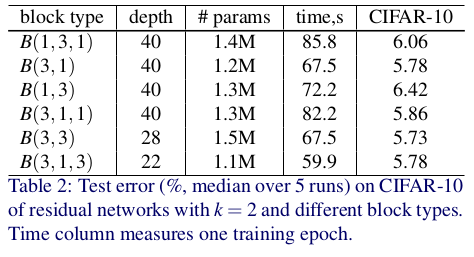 block type depth # params time,s CIFAR-10
B(1,3,1) 40 1.4M 85.8 6.06
B(3,1) 40 1.2M 67.5 5.78
B(1,3) 40 1.3M 72.2 6.42
B(3,1,1) 40 1.3M 82.2 5.86
B(3,3) 28 1.5M 67.5 5.73
B(3,1,3) 22 1.1M 59.9 5.78
Table 2: Test error (%, median over 5 runs) on CIFAR-10
of residual networks with k = 2 and different block types.
Time column measures one training epoch.